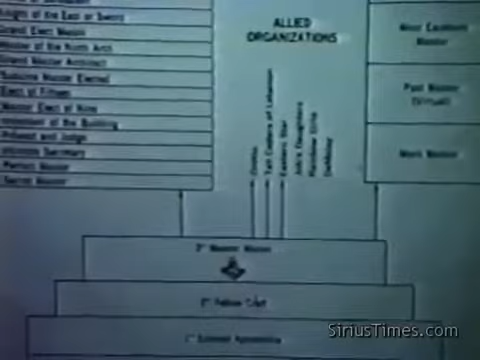 Knights of the East or Sword
Grand Elect Mason
Master of the Ninth Arch
Grand Master Architect
Sublime Master Elected
Elect of Fifteen
Master Elect of Nine
Intendant of the Building
Provost and Judge
Intimate Secretary
Perfect Master
Secret Master
ALLIED
ORGANIZATIONS
Grotto
Tall Cedars of Lebanon
Eastern Star
Job's Daughters
Rainbow Girls
DeMolay
Most Excellent
Master
Past Master
(Virtual)
Mark Master
3° Master Mason
2° Fellow Craft
1° Entered Apprentice
SiriusTimes.com